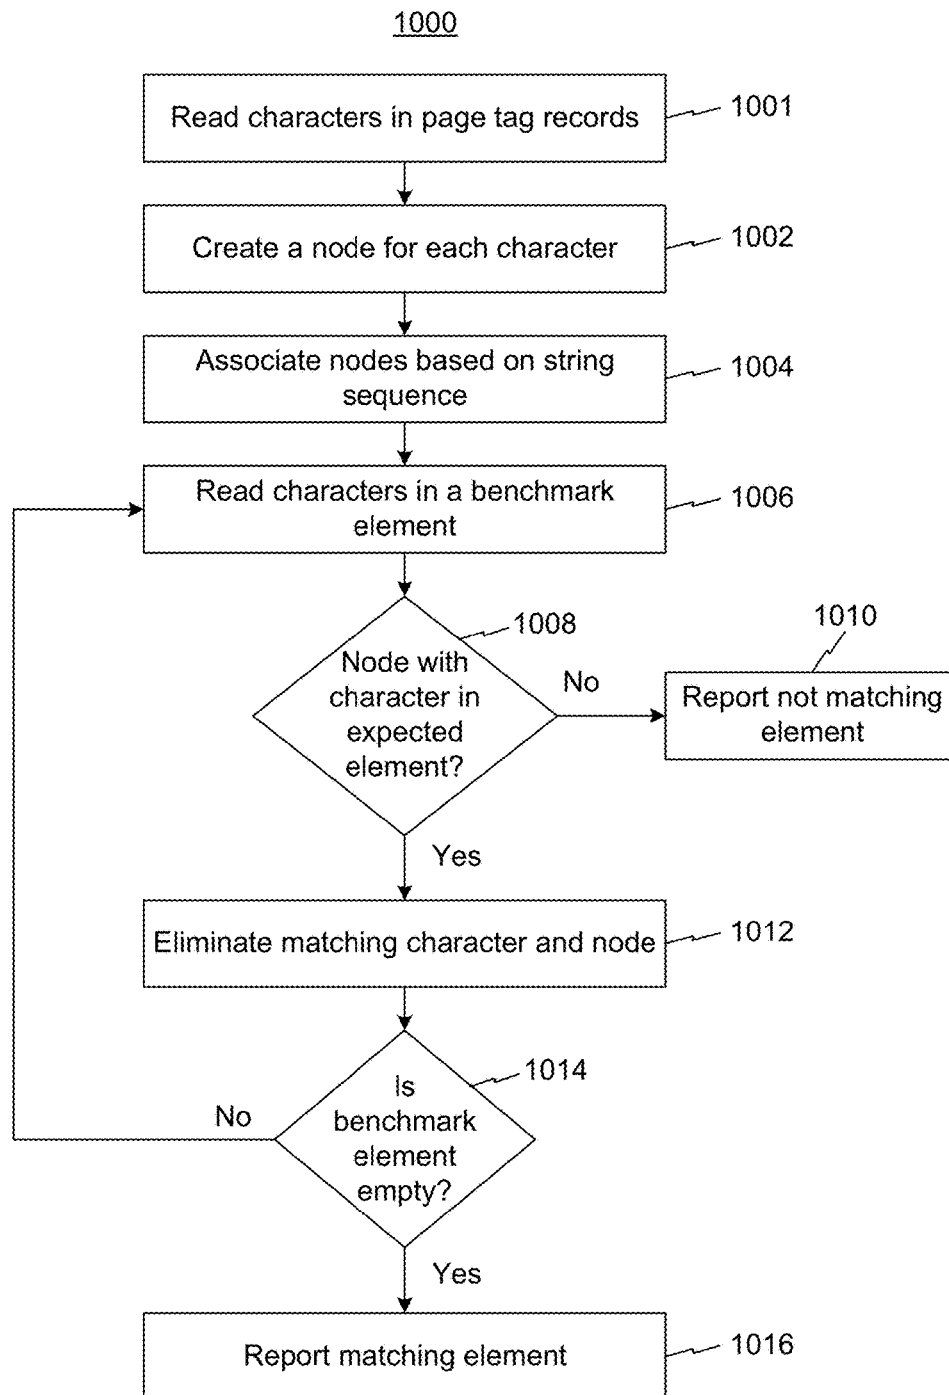 1000
Read characters in page tag records
1001
Create a node for each character
1002
Associate nodes based on string
sequence
1004
Read characters in a benchmark
element
1006
1008
Node with
character in
expected
element?
No
1010
Report not matching
element
Yes
Eliminate matching character and node
1012
1014
Is
benchmark
element
empty?
No
Yes
Report matching element
1016